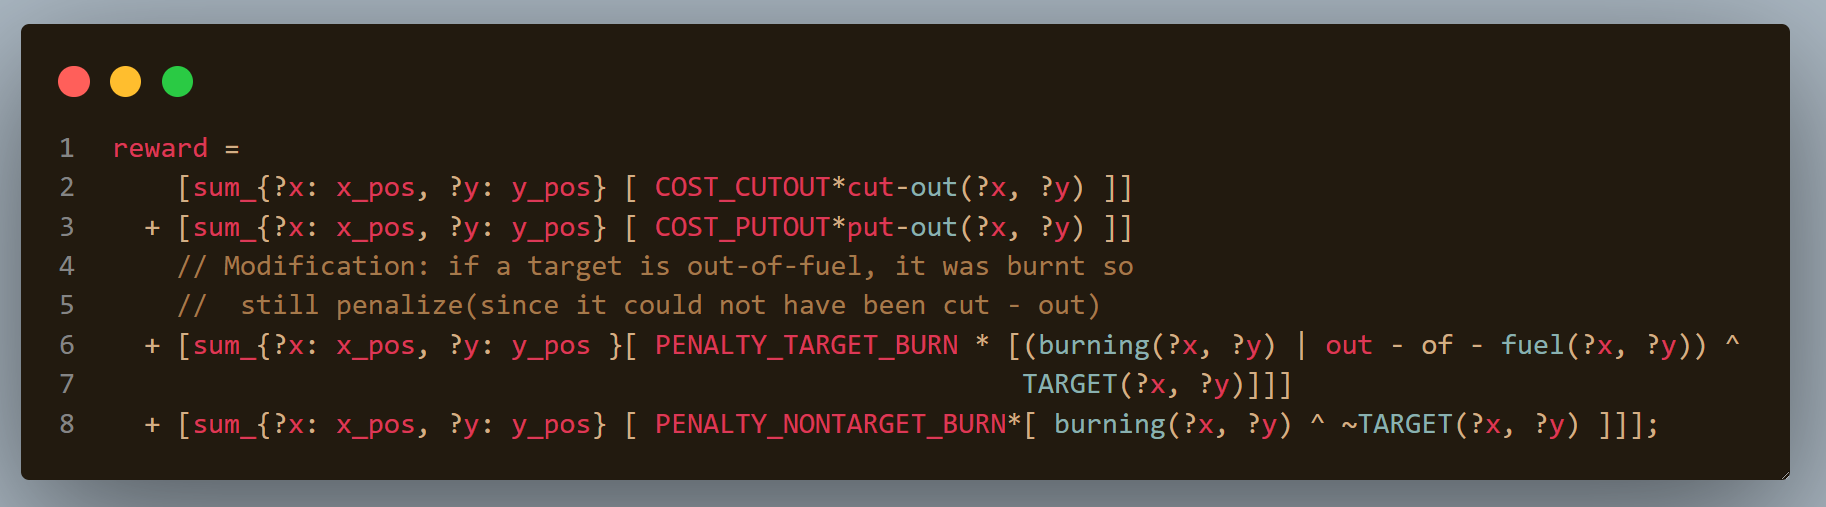 1 reward =
2 [sum_{?x: x_pos, ?y: y_pos} [ COST_CUTOUT*cut-out(?x, ?y) ]]
3 + [sum_{?x: x_pos, ?y: y_pos} [ COST_PUTOUT*put-out(?x, ?y) ]]
4 // Modification: if a target is out-of-fuel, it was burnt so
5 //  still penalize(since it could not have been cut - out)
6 + [sum_{?x: x_pos, ?y: y_pos }[ PENALTY_TARGET_BURN * [(burning(?x, ?y) | out - of - fuel(?x, ?y)) ^
7 TARGET(?x, ?y)]]]
8 + [sum_{?x: x_pos, ?y: y_pos} [ PENALTY_NONTARGET_BURN*[ burning(?x, ?y) ^ ~TARGET(?x, ?y) ]]];